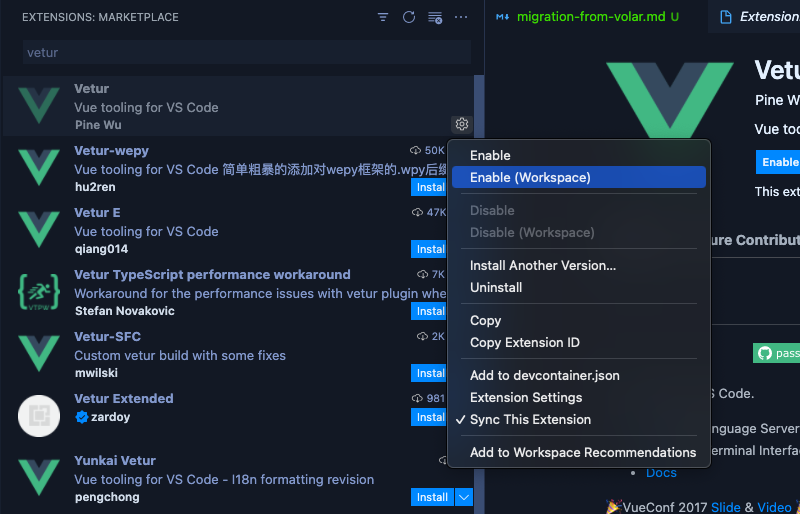 EXTENSIONS: MARKETPLACE
migration-from-volar.md U
Extension
vetur
Vetur
Vue tooling for VS Code
Pine Wu
Vetur-wepy
50K
Vue tooling for VS Code 简单粗暴的添加对wepy框架的.wpy后缀
hu2ren
Install
Vetur E
47K
Vue tooling for VS Code
qiang014
Install
Vetur TypeScript performance workaround
7K
Workaround for the performance issues with vetur plugin whe
Stefan Novakovic
Install
VTPW
Vetur-SFC
2K
Custom vetur build with some fixes
mwilski
Install
Vetur Extended
981
zardoy
Install
Yunkai Vetur
Vue tooling for VS Code - I18n formatting revision
pengchong
Install
Enable
Enable (Workspace)
Disable
Disable (Workspace)
Install Another Version...
Uninstall
Copy
Copy Extension ID
Add to devcontainer.json
Extension Settings
Sync This Extension
Add to Workspace Recommendations
Vetu
Pine W
Vue too
Enable
This ext
ure Contribut
pass
S Code.
nguage Server
erminal Interfac
Docs
VueConf 2017 Slide & Video